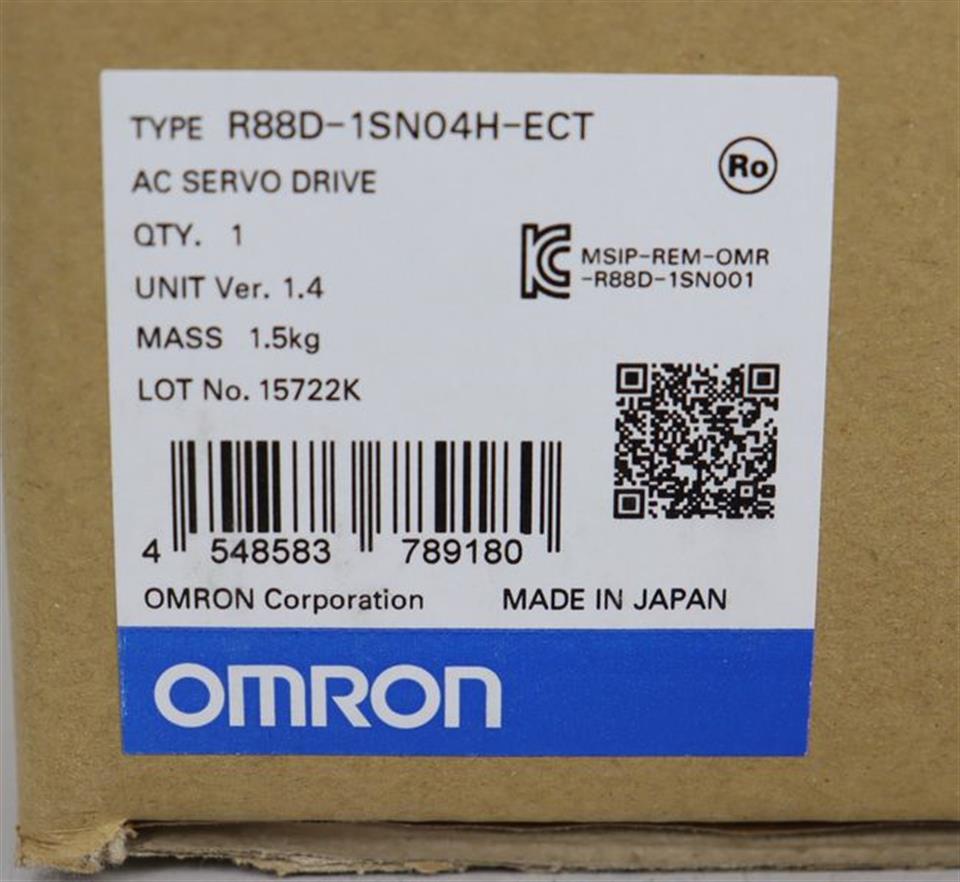 TYPE R88D-1SN04H-ECT
AC SERVO DRIVE
Ro
QTY. 1
MSIP-REM-OMR
-R88D-1SN001
UNIT Ver. 1.4
MASS 1.5kg
LOT No. 15722K
4 548583 789180
OMRON Corporation MADE IN JAPAN
OMRON